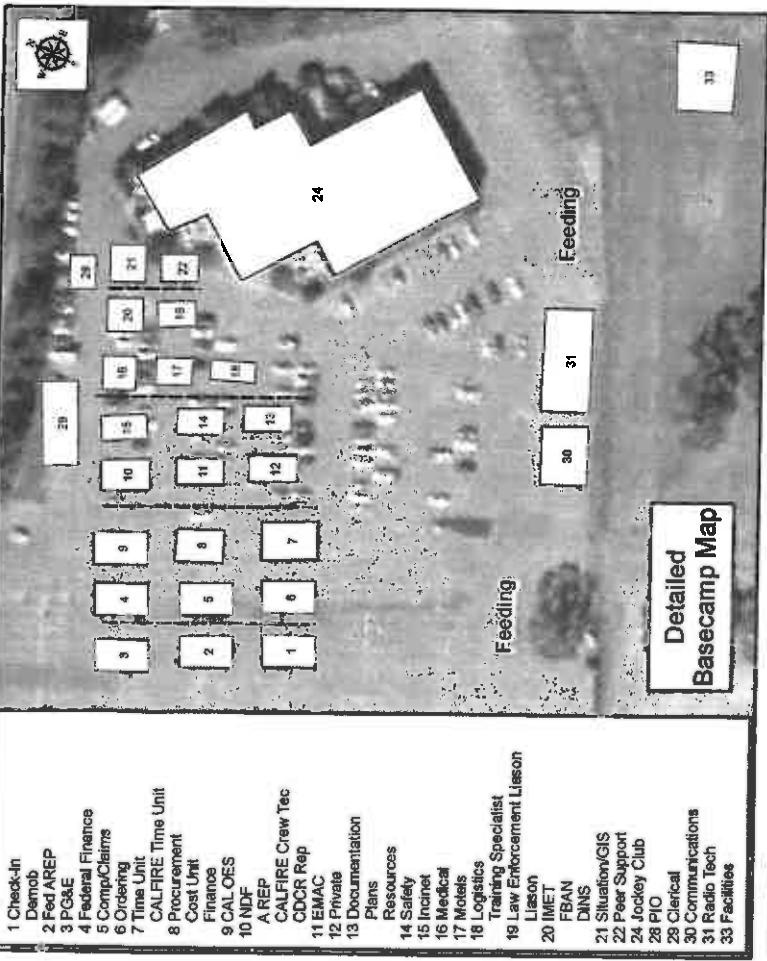 1 Check-In
Demob
2 Fed AREP
3 PG&E
4 Federal Finance
5 Comp/Claims
6 Ordering
7 Time Unit
CALFIRE Time Unit
8 Procurement
Cost Unit
Finance
9 CAL OES
10 NDF
A REP
CALFIRE Crew Tec
CDCR Rep
11 EMAC
12 Private
13 Documentation
Plans
Resources
14 Safety
15 Incinet
16 Medical
17 Motels
18 Logistics
Training Specialist
19 Law Enforcement Liason
Liason
20 IMET
FBAN
DINS
21 Situation/GIS
22 Peer Support
24 Jockey Club
28 PIO
29 Clerical
30 Communications
31 Radio Tech
33 Facilities
29
28
3
4
9
10
15
16
20
21
2
5
8
11
14
17
19
22
1
6
7
12
13
18
24
Feeding
30
31
Feeding
33
Detailed
Basecamp Map